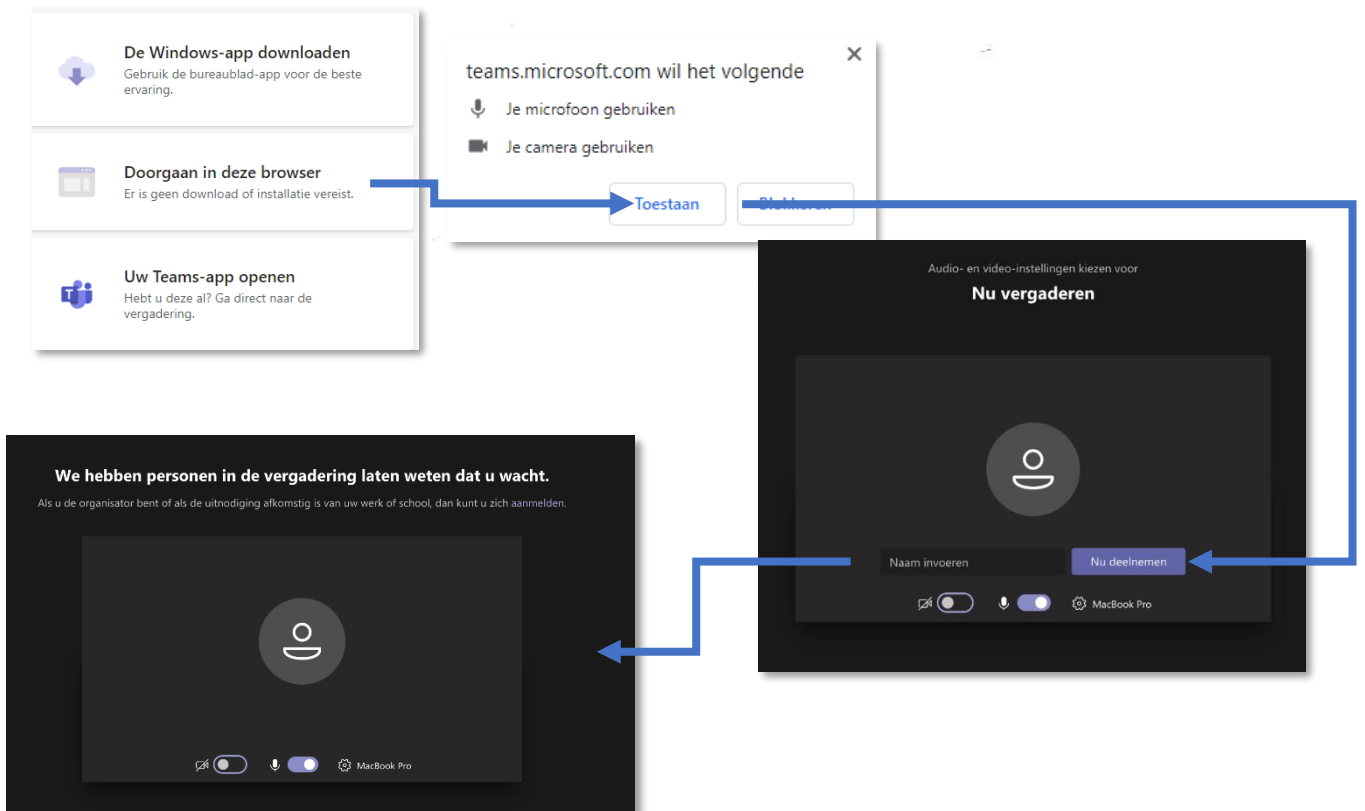 De Windows-app downloaden
Gebruik de bureaublad-app voor de beste
ervaring.
Doorgaan in deze browser
Er is geen download of installatie vereist.
Uw Teams-app openen
Hebt u deze al? Ga direct naar de
vergadering.
teams.microsoft.com wil het volgende
Je microfoon gebruiken
Je camera gebruiken
Toestaan
Blokkeren
Audio- en video-instellingen kiezen voor
Nu vergaderen
Naam invoeren
Nu deelnemen
MacBook Pro
We hebben personen in de vergadering laten weten dat u wacht.
Als u de organisator bent of als de uitnodiging afkomstig is van uw werk of school, dan kunt u zich aanmelden.
MacBook Pro